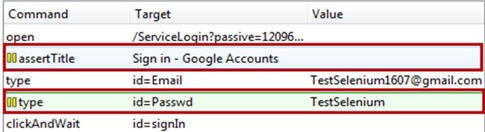 Command Target Value
open /ServiceLogin?passive=12096...
assertTitle Sign in - Google Accounts
type id=Email TestSelenium1607@gmail.com
type id=Passwd TestSelenium
clickAndWait id=signIn